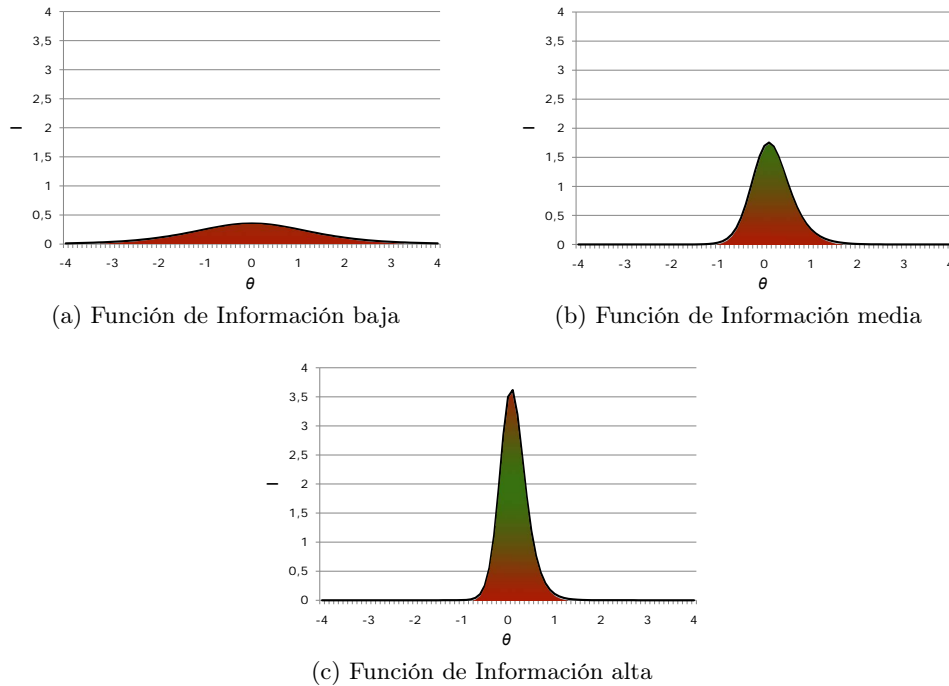 4
3,5
3
2,5
2
1,5
1
0,5
0
I
-4 -3 -2 -1 0 1 2 3 4
θ
(a) Función de Información baja
4
3,5
3
2,5
2
1,5
1
0,5
0
I
-4 -3 -2 -1 0 1 2 3 4
θ
(b) Función de Información media
4
3,5
3
2,5
2
1,5
1
0,5
0
I
-4 -3 -2 -1 0 1 2 3 4
θ
(c) Función de Información alta